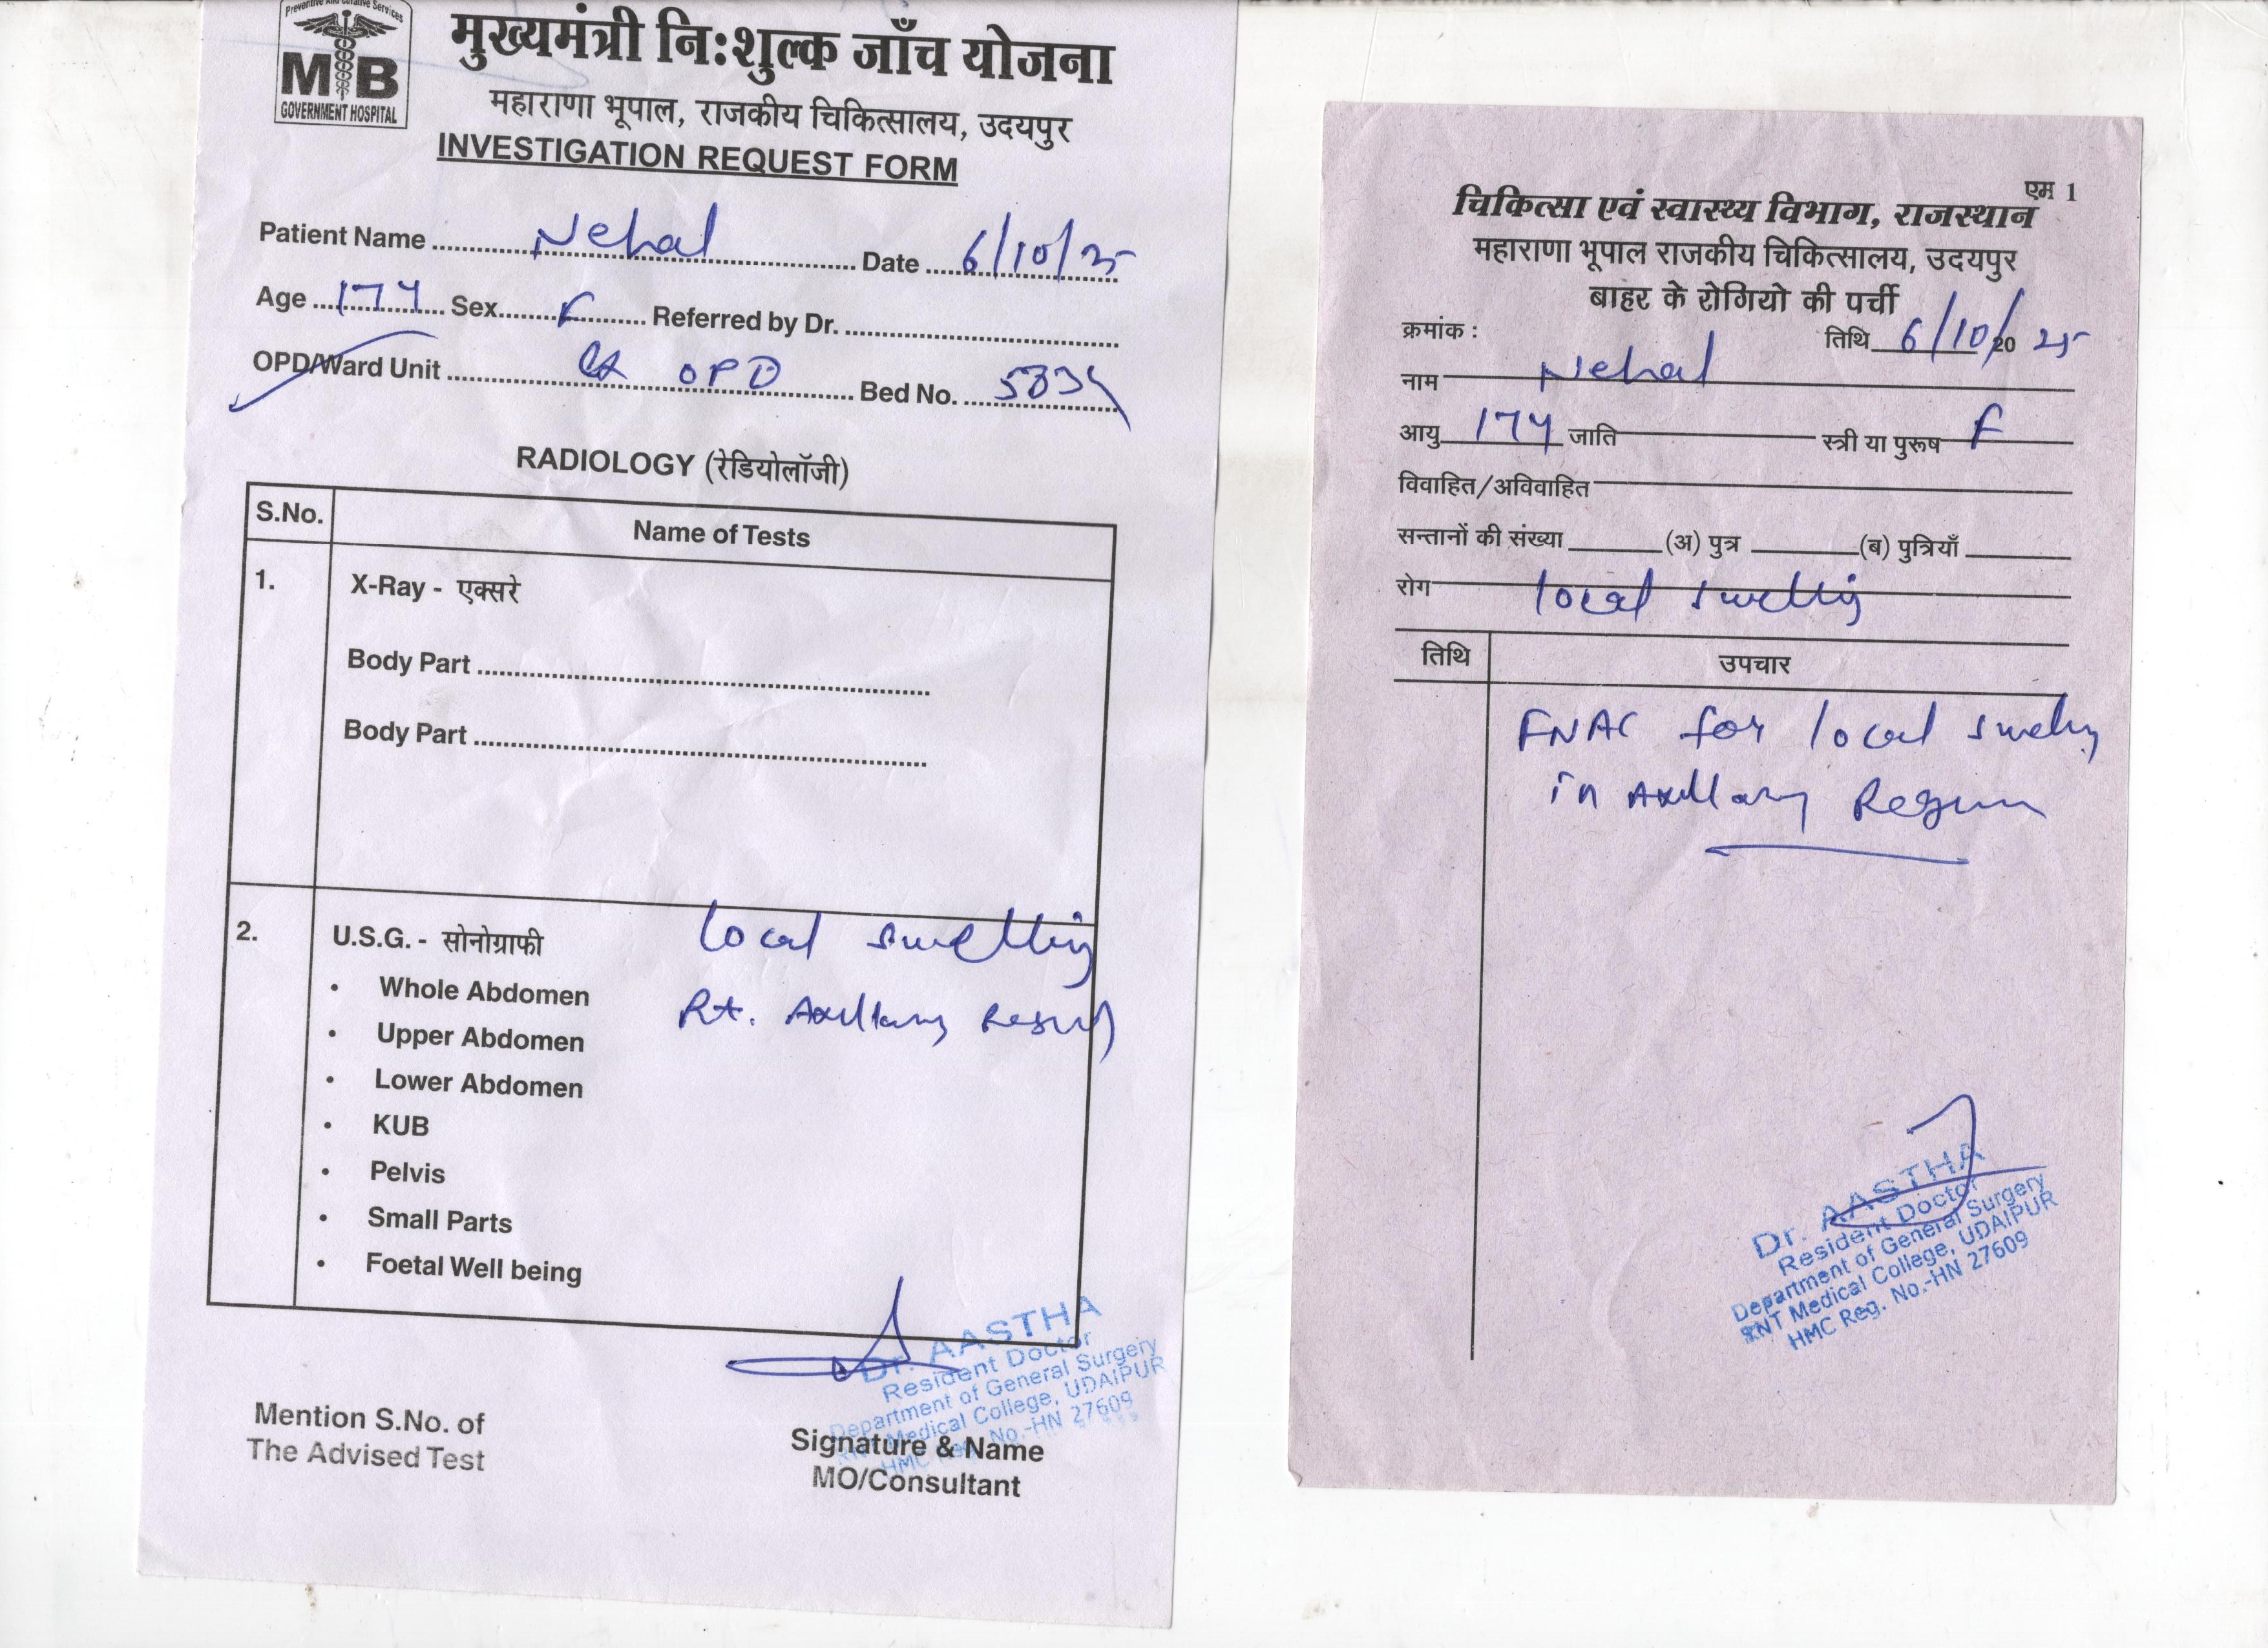 Preventive And Curative Services
MB
GOVERNMENT HOSPITAL
मुख्यमंत्री नि:शुल्क जाँच योजना
महाराणा भूपाल, राजकीय चिकित्सालय, उदयपुर
INVESTIGATION REQUEST FORM
Patient Name Nehal Date 6/10/25
Age 17y Sex F Referred by Dr.
OPD/Ward Unit OPD Bed No.
RADIOLOGY (रेडियोलॉजी)
S.No. Name of Tests
1. X-Ray - एक्सरे
Body Part
Body Part
2. U.S.G. - सोनोग्राफी local swelling
• Whole Abdomen Rt. Axillary Region
• Upper Abdomen
• Lower Abdomen
• KUB
• Pelvis
• Small Parts
• Foetal Well being
Dr. AASTHA
Resident Doctor
Department of General Surgery
RNT Medical College, UDAIPUR
HMC Reg. No.-HN 27609
Mention S.No. of
The Advised Test
Signature & Name
MO/Consultant
एम 1
चिकित्सा एवं स्वास्थ्य विभाग, राजस्थान
महाराणा भूपाल राजकीय चिकित्सालय, उदयपुर
बाहर के रोगियो की पर्ची
क्रमांक : तिथि 6/10/2025
नाम Nehal
आयु 17y जाति स्त्री या पुरूष F
विवाहित/अविवाहित
सन्तानों की संख्या (अ) पुत्र (ब) पुत्रियाँ
रोग local swelling
तिथि उपचार
FNAC for local swelling
in Axillary Region
Dr. AASTHA
Resident Doctor
Department of General Surgery
RNT Medical College, UDAIPUR
HMC Reg. No.-HN 27609